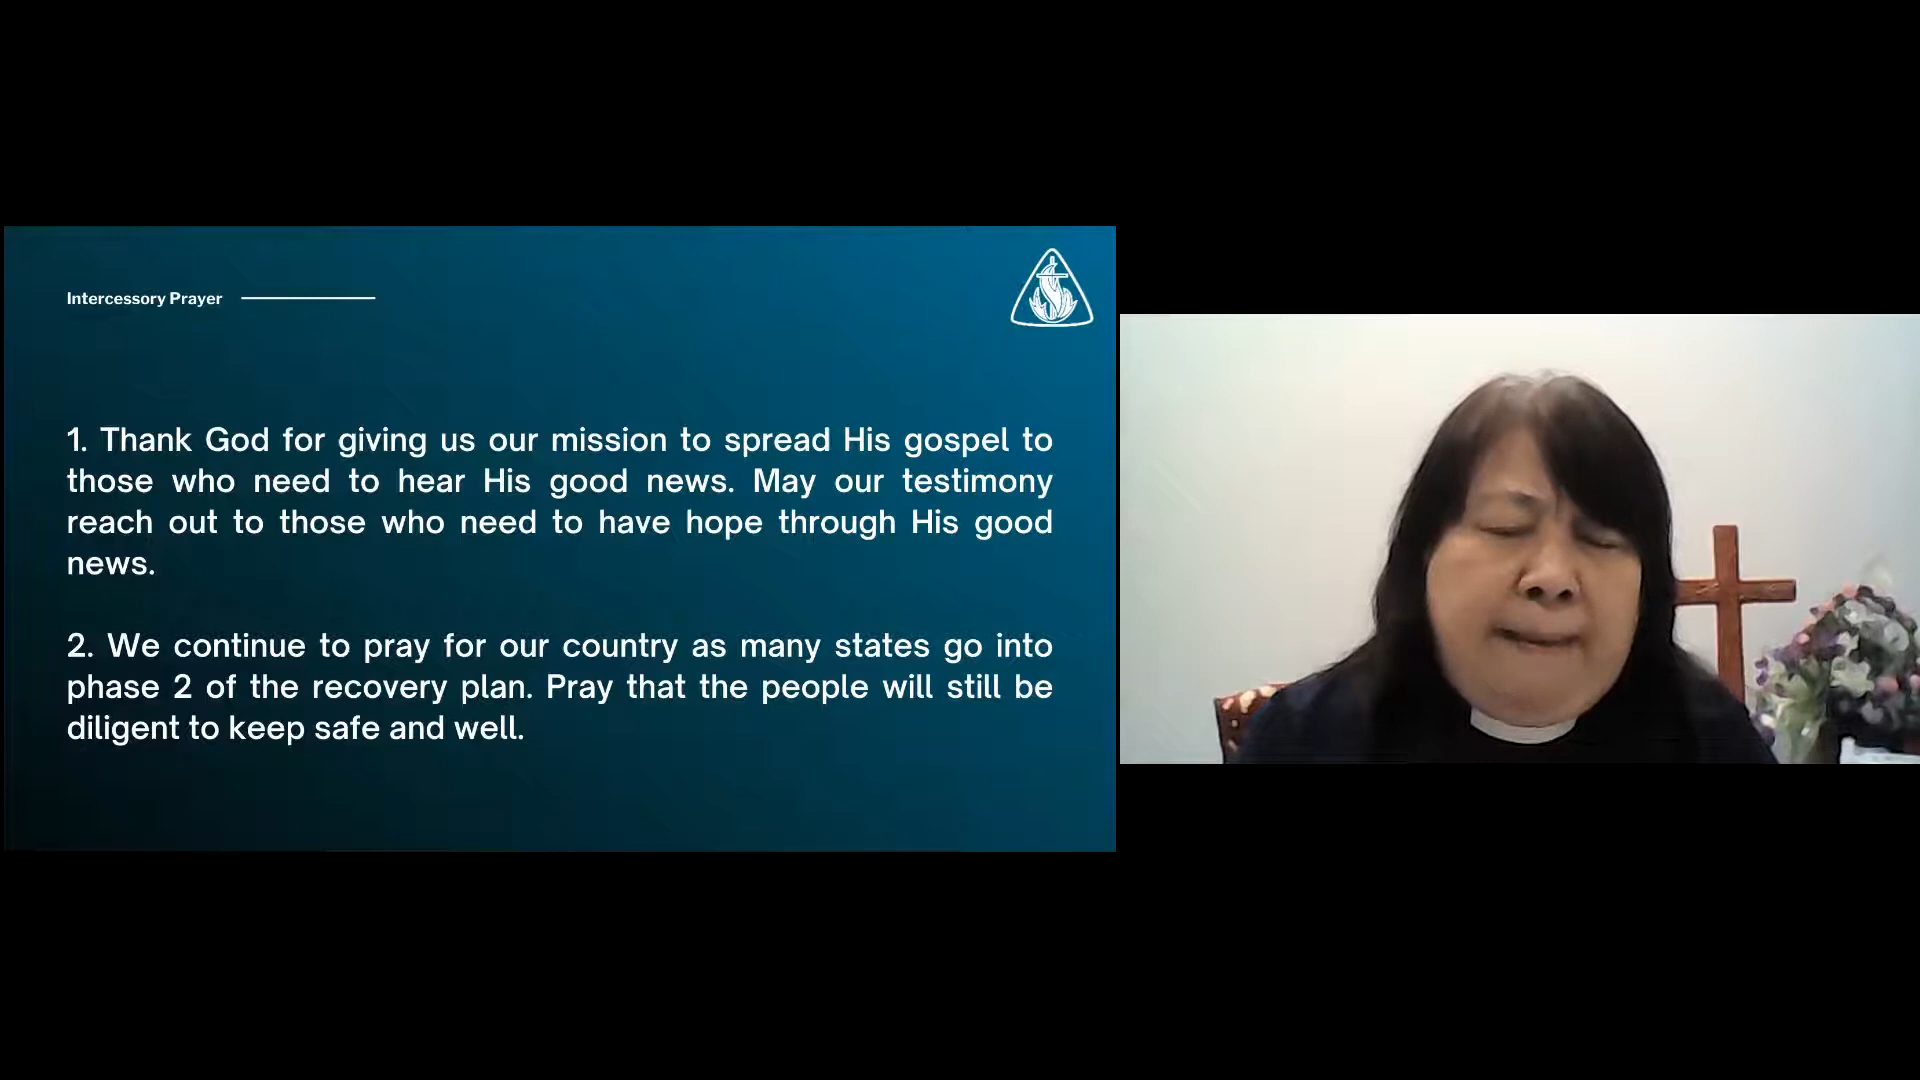 Intercessory Prayer
1. Thank God for giving us our mission to spread His gospel to
those who need to hear His good news. May our testimony
reach out to those who need to have hope through His good
news.
2. We continue to pray for our country as many states go into
phase 2 of the recovery plan. Pray that the people will still be
diligent to keep safe and well.